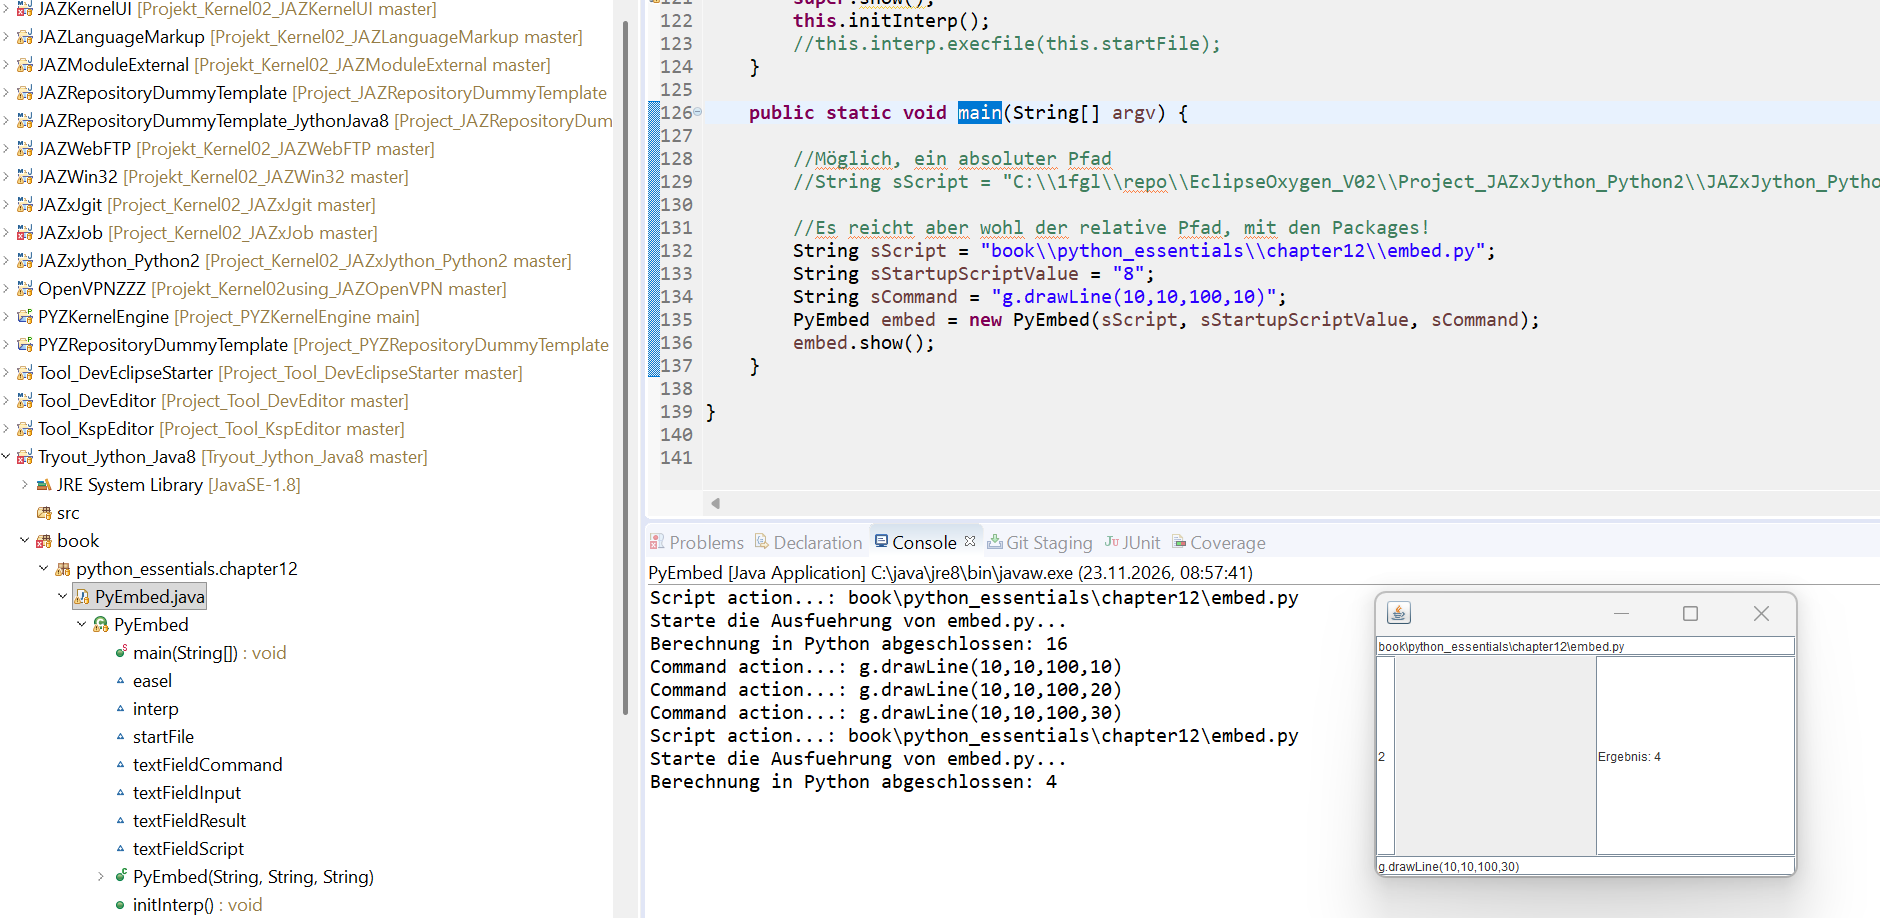 JAZKernelUI [Projekt_Kernel02_JAZKernelUI master]
JAZLanguageMarkup [Projekt_Kernel02_JAZLanguageMarkup master]
JAZModuleExternal [Projekt_Kernel02_JAZModuleExternal master]
JAZRepositoryDummyTemplate [Project_JAZRepositoryDummyTemplate
JAZRepositoryDummyTemplate_JythonJava8 [Project_JAZRepositoryDum
JAZWebFTP [Projekt_Kernel02_JAZWebFTP master]
JAZWin32 [Projekt_Kernel02_JAZWin32 master]
JAZxJgit [Project_Kernel02_JAZxJgit master]
JAZxJob [Project_Kernel02_JAZxJob master]
JAZxJython_Python2 [Project_Kernel02_JAZxJython_Python2 master]
OpenVPNZZZ [Projekt_Kernel02using_JAZOpenVPN master]
PYZKernelEngine [Project_PYZKernelEngine main]
PYZRepositoryDummyTemplate [Project_PYZRepositoryDummyTemplate
Tool_DevEclipseStarter [Project_Tool_DevEclipseStarter master]
Tool_DevEditor [Project_Tool_DevEditor master]
Tool_KspEditor [Project_Tool_KspEditor master]
Tryout_Jython_Java8 [Tryout_Jython_Java8 master]
JRE System Library [JavaSE-1.8]
src
book
python_essentials.chapter12
PyEmbed.java
PyEmbed
main(String[]) : void
easel
interp
startFile
textFieldCommand
textFieldInput
textFieldResult
textFieldScript
PyEmbed(String, String, String)
initInterp() : void
121 super.show();
122 this.initInterp();
123 //this.interp.execfile(this.startFile);
124 }
125
126 public static void main(String[] argv) {
127
128 //Möglich, ein absoluter Pfad
129 //String sScript = "C:\\1fgl\\repo\\EclipseOxygen_V02\\Project_JAZxJython_Python2\\JAZxJython_Pytho
130
131 //Es reicht aber wohl der relative Pfad, mit den Packages!
132 String sScript = "book\\python_essentials\\chapter12\\embed.py";
133 String sStartupScriptValue = "8";
134 String sCommand = "g.drawLine(10,10,100,10)";
135 PyEmbed embed = new PyEmbed(sScript, sStartupScriptValue, sCommand);
136 embed.show();
137 }
138
139 }
140
141
Problems Declaration Console Git Staging JUnit Coverage
PyEmbed [Java Application] C:\java\jre8\bin\javaw.exe (23.11.2026, 08:57:41)
Script action...: book\python_essentials\chapter12\embed.py
Starte die Ausfuehrung von embed.py...
Berechnung in Python abgeschlossen: 16
Command action...: g.drawLine(10,10,100,10)
Command action...: g.drawLine(10,10,100,20)
Command action...: g.drawLine(10,10,100,30)
Script action...: book\python_essentials\chapter12\embed.py
Starte die Ausfuehrung von embed.py...
Berechnung in Python abgeschlossen: 4
book\python_essentials\chapter12\embed.py
2
Ergebnis: 4
g.drawLine(10,10,100,30)